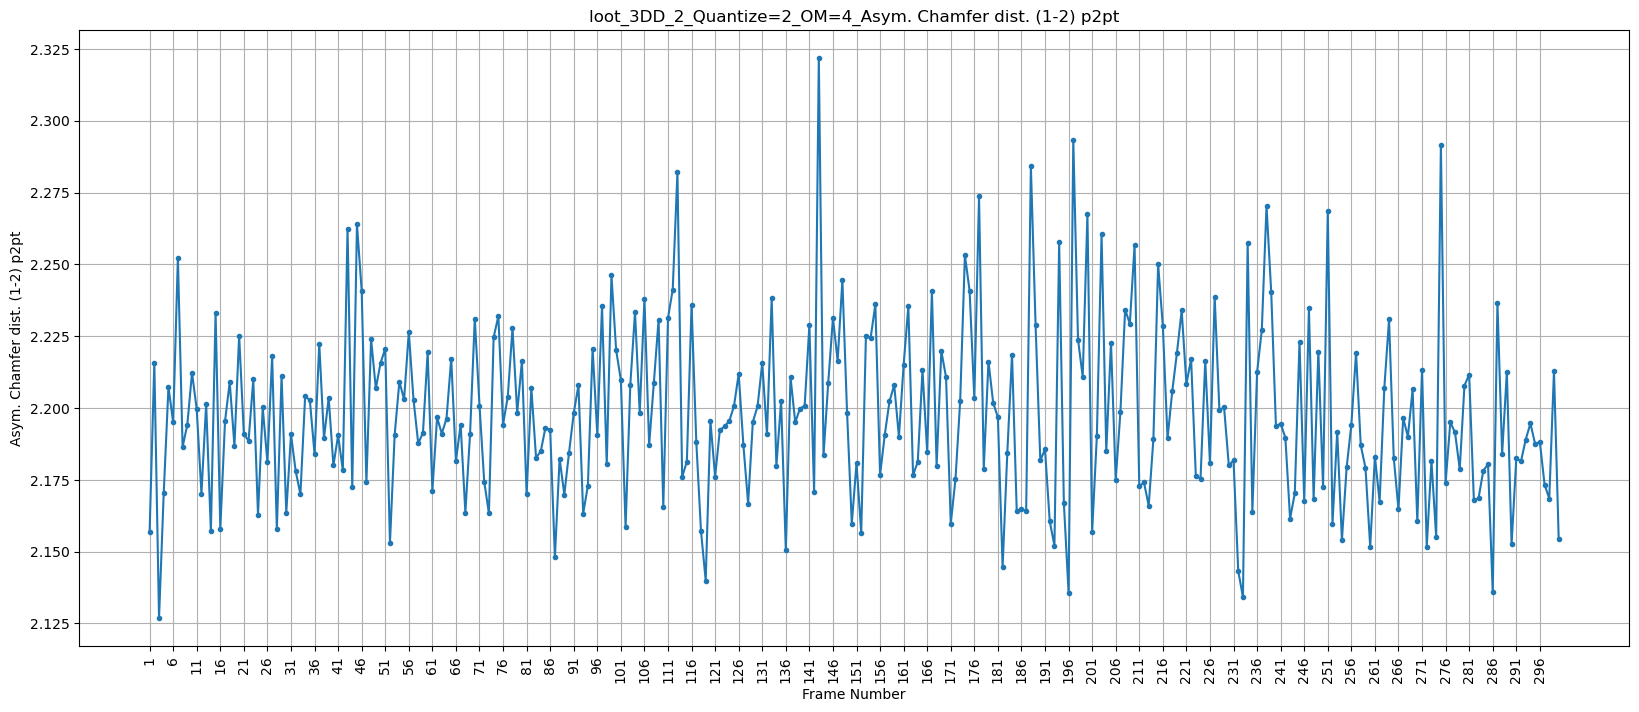 loot_3DD_2_Quantize=2_OM=4_Asym. Chamfer dist. (1-2) p2pt
2.325
2.300
2.275
2.250
2.225
2.200
2.175
2.150
2.125
Asym. Chamfer dist. (1-2) p2pt
1 6 11 16 21 26 31 36 41 46 51 56 61 66 71 76 81 86 91 96 101 106 111 116 121 126 131 136 141 146 151 156 161 166 171 176 181 186 191 196 201 206 211 216 221 226 231 236 241 246 251 256 261 266 271 276 281 286 291 296
Frame Number